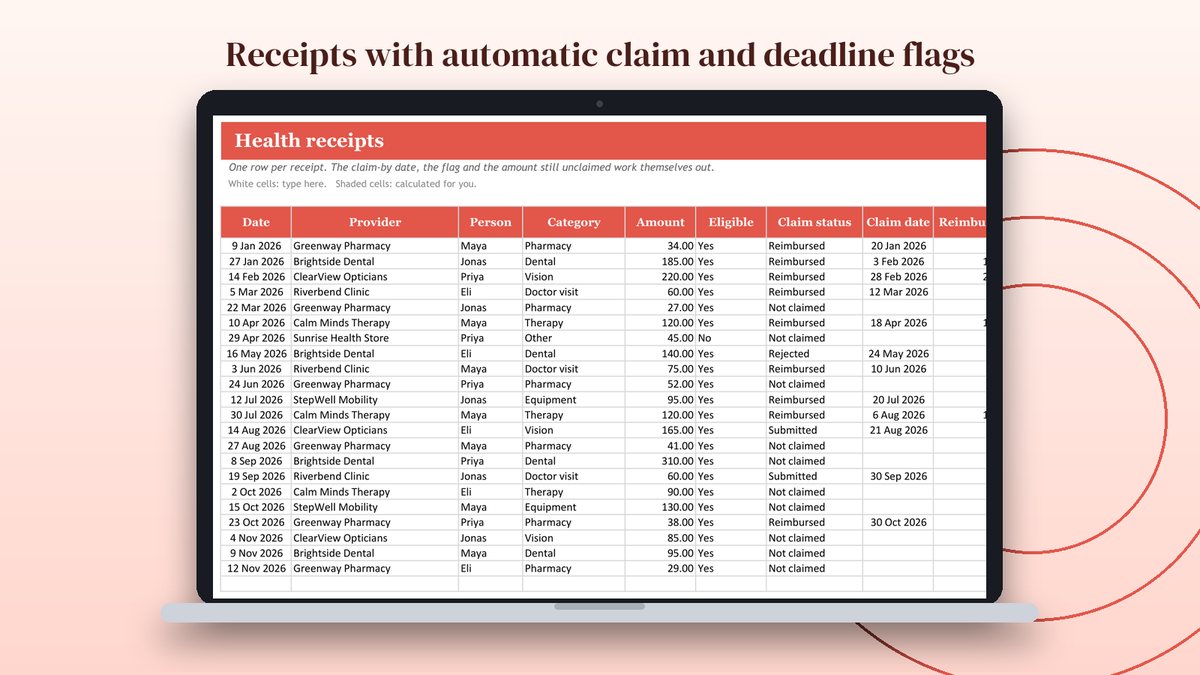 Receipts with automatic claim and deadline flags
Health receipts
One row per receipt. The claim-by date, the flag and the amount still unclaimed work themselves out.
White cells: type here. Shaded cells: calculated for you.
Date Provider Person Category Amount Eligible Claim status Claim date Reimbu
9 Jan 2026 Greenway Pharmacy Maya Pharmacy 34.00 Yes Reimbursed 20 Jan 2026
27 Jan 2026 Brightside Dental Jonas Dental 185.00 Yes Reimbursed 3 Feb 2026 1
14 Feb 2026 ClearView Opticians Priya Vision 220.00 Yes Reimbursed 28 Feb 2026 2
5 Mar 2026 Riverbend Clinic Eli Doctor visit 60.00 Yes Reimbursed 12 Mar 2026
22 Mar 2026 Greenway Pharmacy Jonas Pharmacy 27.00 Yes Not claimed
10 Apr 2026 Calm Minds Therapy Maya Therapy 120.00 Yes Reimbursed 18 Apr 2026 1
29 Apr 2026 Sunrise Health Store Priya Other 45.00 No Not claimed
16 May 2026 Brightside Dental Eli Dental 140.00 Yes Rejected 24 May 2026
3 Jun 2026 Riverbend Clinic Maya Doctor visit 75.00 Yes Reimbursed 10 Jun 2026
24 Jun 2026 Greenway Pharmacy Priya Pharmacy 52.00 Yes Not claimed
12 Jul 2026 StepWell Mobility Jonas Equipment 95.00 Yes Reimbursed 20 Jul 2026
30 Jul 2026 Calm Minds Therapy Maya Therapy 120.00 Yes Reimbursed 6 Aug 2026 1
14 Aug 2026 ClearView Opticians Eli Vision 165.00 Yes Submitted 21 Aug 2026
27 Aug 2026 Greenway Pharmacy Maya Pharmacy 41.00 Yes Not claimed
8 Sep 2026 Brightside Dental Priya Dental 310.00 Yes Not claimed
19 Sep 2026 Riverbend Clinic Jonas Doctor visit 60.00 Yes Submitted 30 Sep 2026
2 Oct 2026 Calm Minds Therapy Eli Therapy 90.00 Yes Not claimed
15 Oct 2026 StepWell Mobility Maya Equipment 130.00 Yes Not claimed
23 Oct 2026 Greenway Pharmacy Priya Pharmacy 38.00 Yes Reimbursed 30 Oct 2026
4 Nov 2026 ClearView Opticians Jonas Vision 85.00 Yes Not claimed
9 Nov 2026 Brightside Dental Maya Dental 95.00 Yes Not claimed
12 Nov 2026 Greenway Pharmacy Eli Pharmacy 29.00 Yes Not claimed